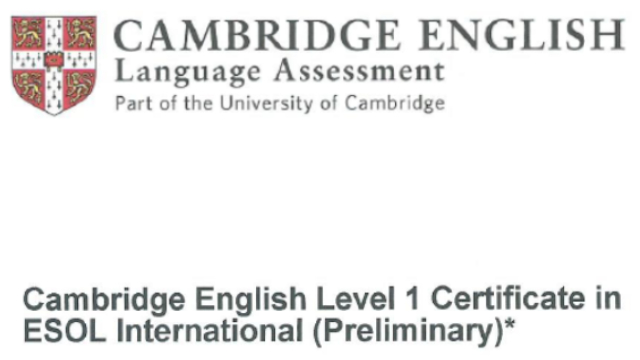 CAMBRIDGE ENGLISH
Language Assessment
Part of the University of Cambridge
Cambridge English Level 1 Certificate in
ESOL International (Preliminary)*